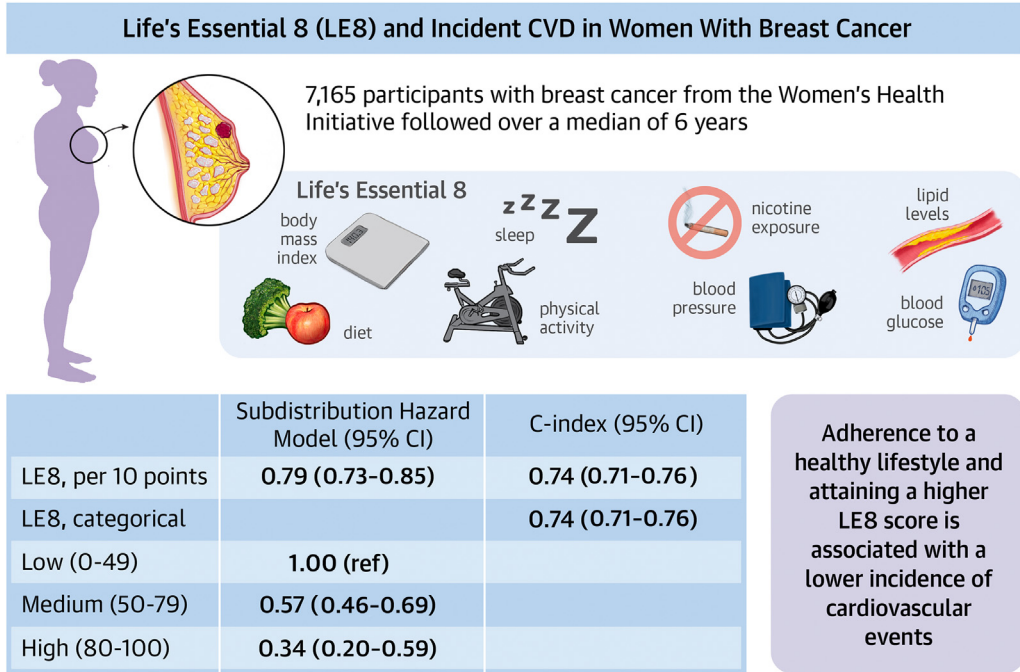 Life's Essential 8 (LE8) and Incident CVD in Women With Breast Cancer
7,165 participants with breast cancer from the Women's Health
Initiative followed over a median of 6 years
Life's Essential 8
body
mass
index
z z z Z
sleep
nicotine
exposure
lipid
levels
diet
physical
activity
blood
pressure
blood
glucose
Subdistribution Hazard
Model (95% CI)
C-index (95% CI)
LE8, per 10 points
0.79 (0.73–0.85)
0.74 (0.71–0.76)
LE8, categorical
0.74 (0.71–0.76)
Low (0-49)
1.00 (ref)
Medium (50-79)
0.57 (0.46–0.69)
High (80-100)
0.34 (0.20–0.59)
Adherence to a
healthy lifestyle and
attaining a higher
LE8 score is
associated with a
lower incidence of
cardiovascular
events